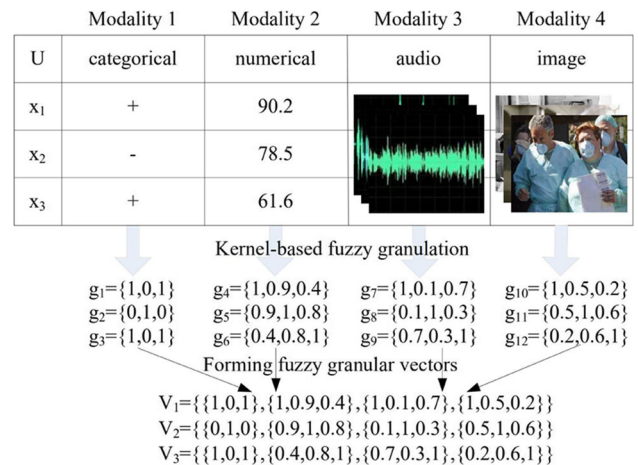 Modality 1 Modality 2 Modality 3 Modality 4
U categorical numerical audio image
x₁ + 90.2
x₂ - 78.5
x₃ + 61.6
Kernel-based fuzzy granulation
g₁={1,0,1} g₄={1,0.9,0.4} g₇={1,0.1,0.7} g₁₀={1,0.5,0.2}
g₂={0,1,0} g₅={0.9,1,0.8} g₈={0.1,1,0.3} g₁₁={0.5,1,0.6}
g₃={1,0,1} g₆={0.4,0.8,1} g₉={0.7,0.3,1} g₁₂={0.2,0.6,1}
Forming fuzzy granular vectors
V₁={{1,0,1},{1,0.9,0.4},{1,0.1,0.7},{1,0.5,0.2}}
V₂={{0,1,0},{0.9,1,0.8},{0.1,1,0.3},{0.5,1,0.6}}
V₃={{1,0,1},{0.4,0.8,1},{0.7,0.3,1},{0.2,0.6,1}}